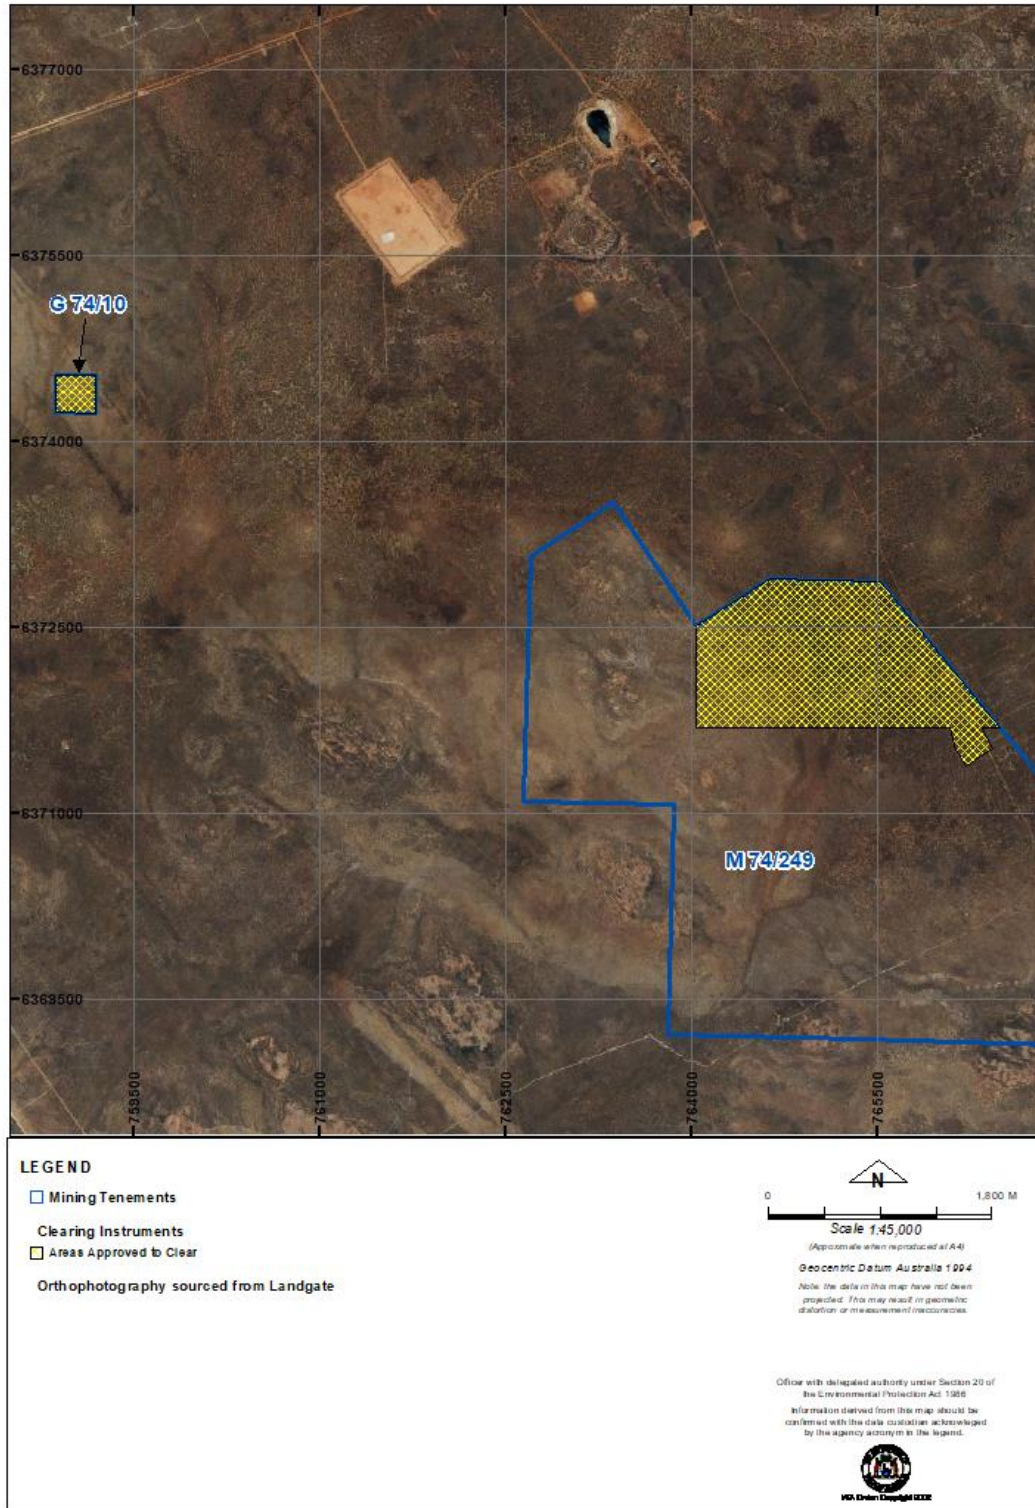 6377000
6375500
G 74/10
6374000
6372500
6371000
M 74/249
6369500
759500
761000
762500
764000
765500
LEGEND
Mining Tenements
Clearing Instruments
Areas Approved to Clear
Orthophotography sourced from Landgate
N
0 1,800 M
Scale 1:45,000
(Approximate when reproduced at A4)
Geocentric Datum Australia 1994
Note: the data in this map have not been
projected. This may result in geometric
distortion or measurement inaccuracies.
Officer with delegated authority under Section 20 of
the Environmental Protection Act 1986
Information derived from this map should be
confirmed with the data custodian acknowleged
by the agency acronym in the legend.